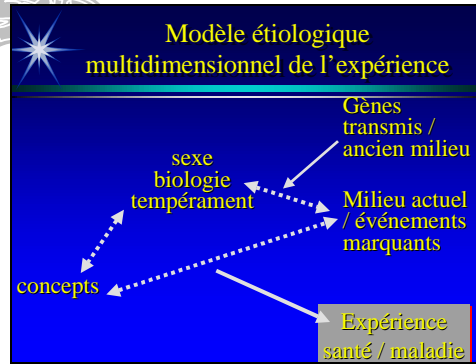 Modèle étiologique
multidimensionnel de l’expérience
Gènes
transmis /
ancien milieu
sexe
biologie
tempérament
Milieu actuel
/ événements
marquants
concepts
Expérience
santé / maladie